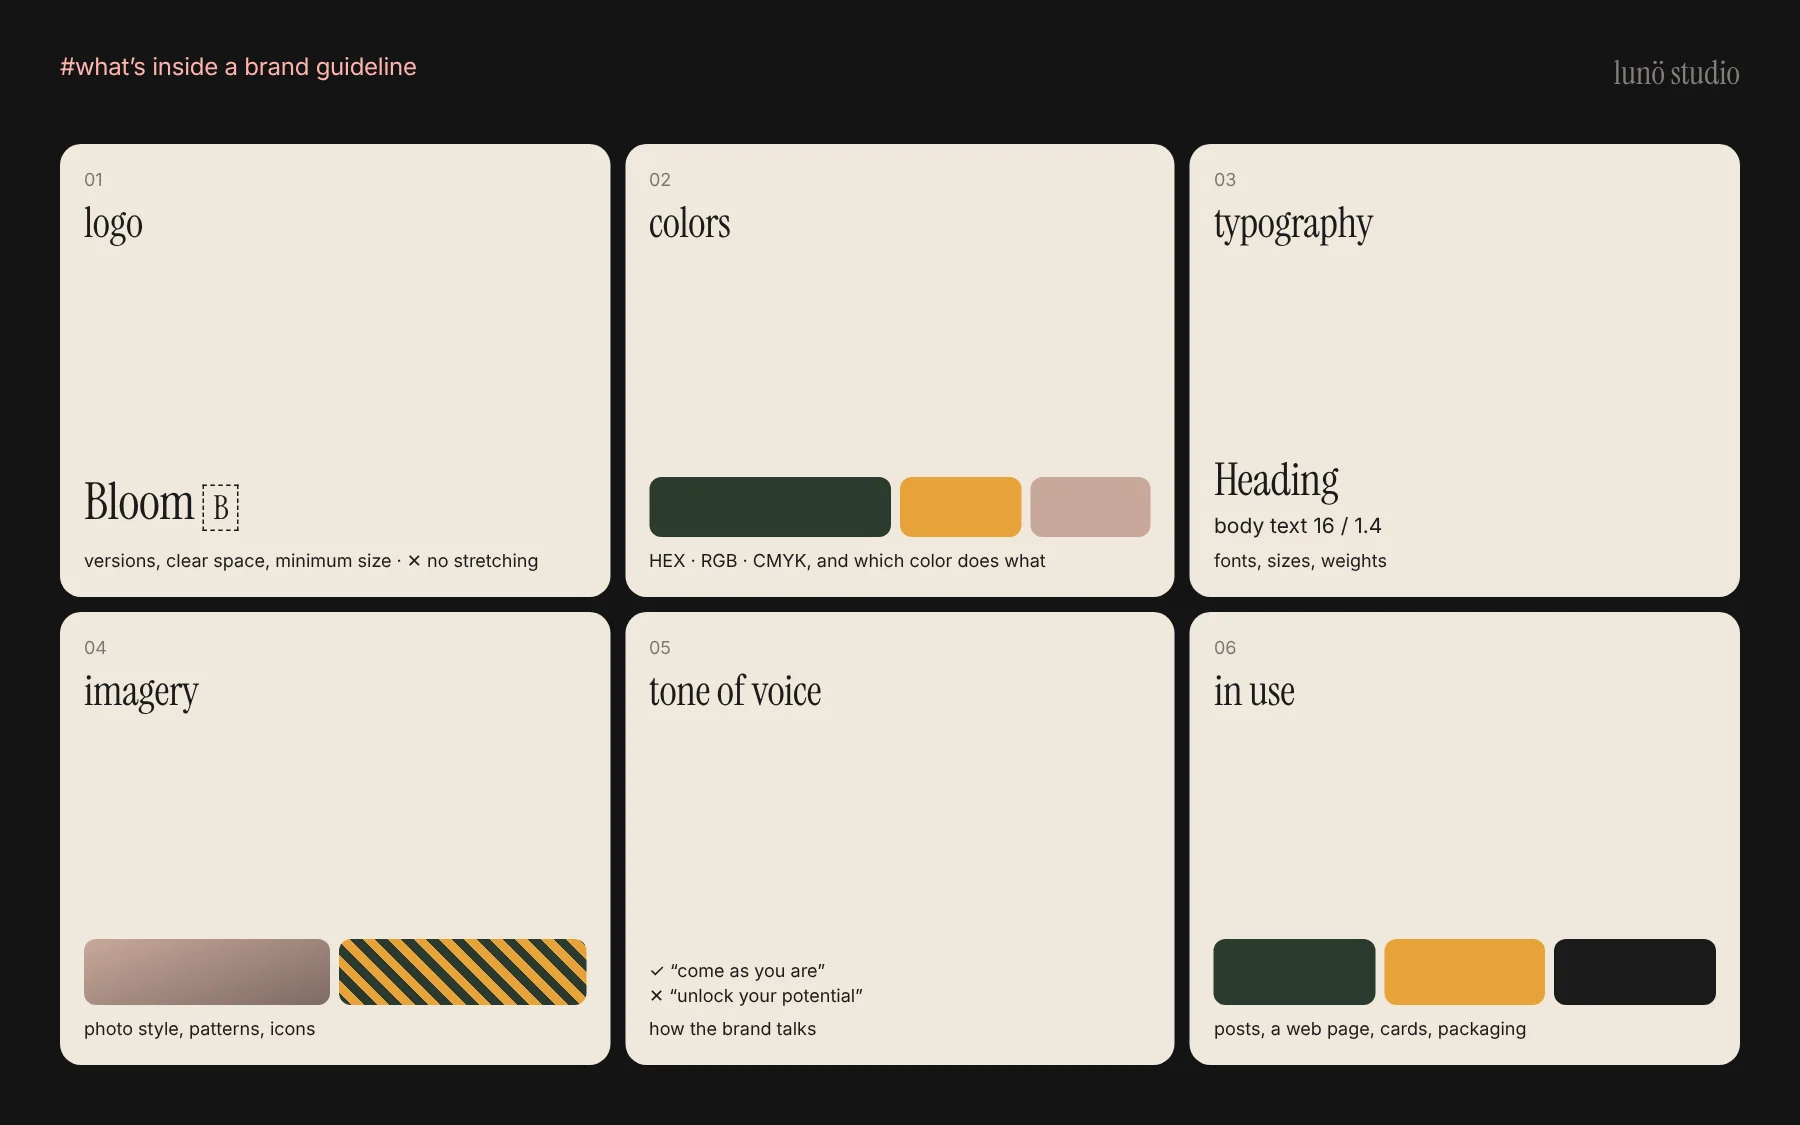 #what’s inside a brand guideline
lunö studio
01
logo
Bloom B
versions, clear space, minimum size · ✕ no stretching
02
colors
HEX · RGB · CMYK, and which color does what
03
typography
Heading
body text 16 / 1.4
fonts, sizes, weights
04
imagery
photo style, patterns, icons
05
tone of voice
✓ “come as you are”
✕ “unlock your potential”
how the brand talks
06
in use
posts, a web page, cards, packaging